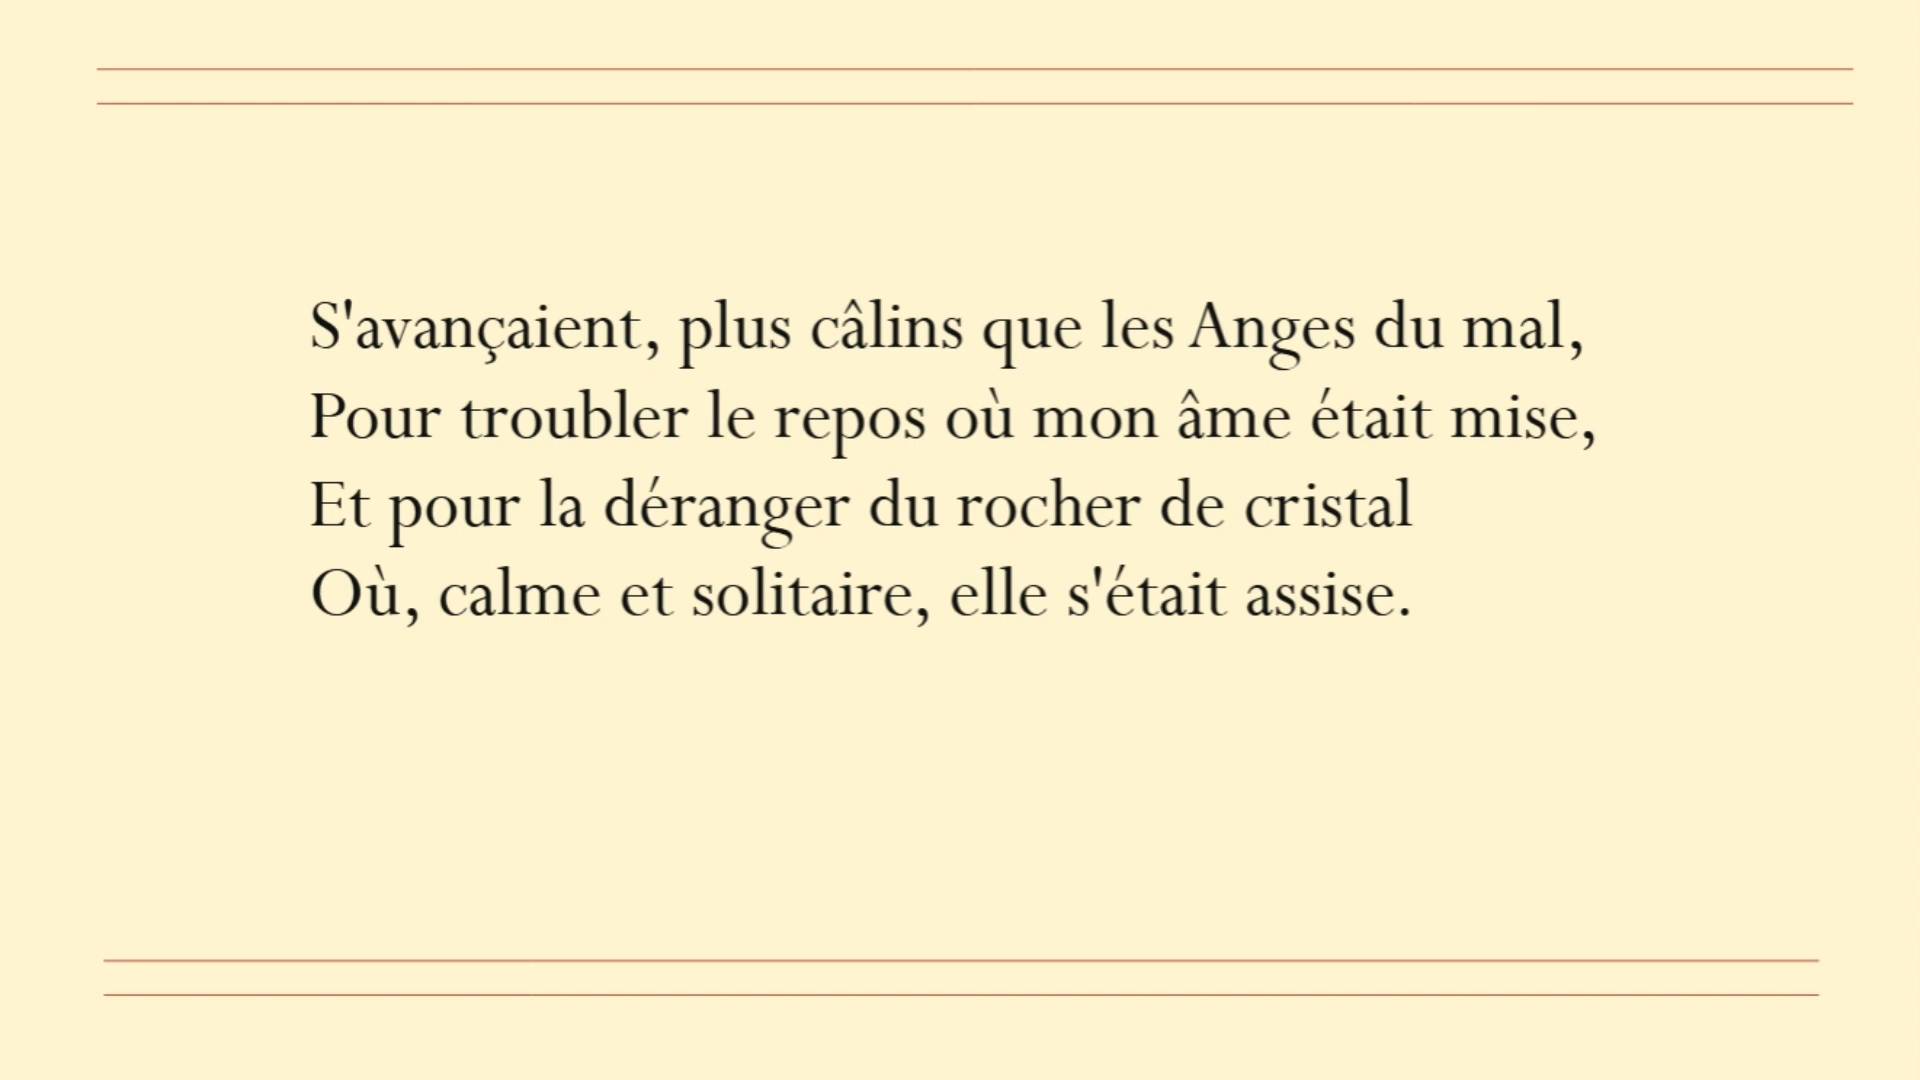 S'avançaient, plus câlins que les Anges du mal,
Pour troubler le repos où mon âme était mise,
Et pour la déranger du rocher de cristal
Où, calme et solitaire, elle s'était assise.